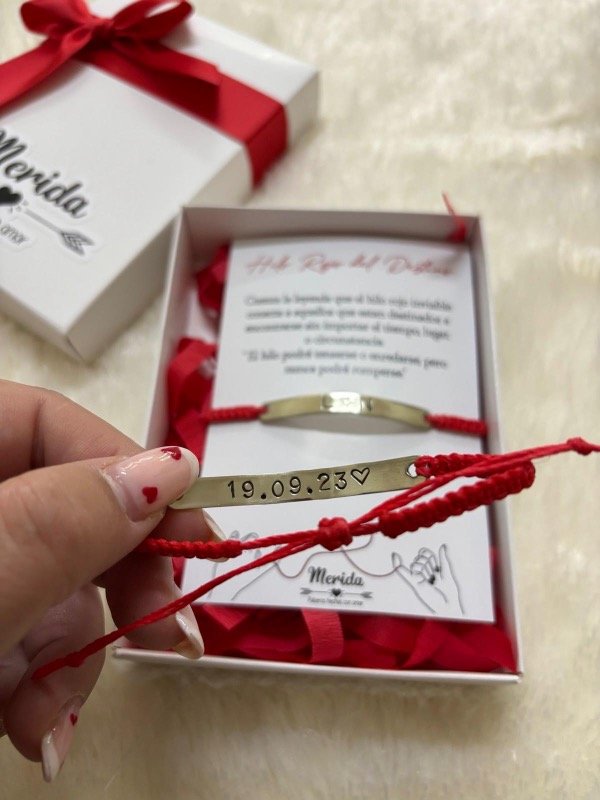 Merida
amar
Hilo Rojo del Destino
Cuenta la leyenda que el hilo rojo invisible
conecta a aquellos que están destinados a
encontrarse sin importar el tiempo, lugar
o circunstancia.
"El hilo podrá tensarse o enredarse pero
nunca podrá romperse"
19.09.23♡
Merida